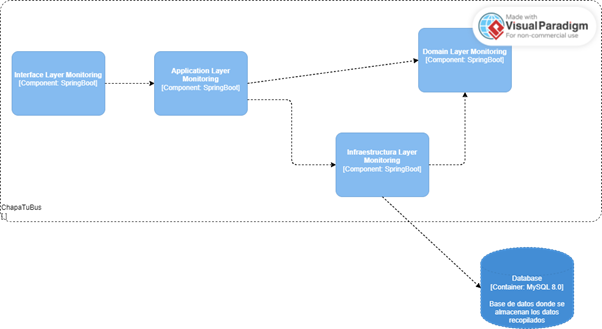 Made with
Visual Paradigm
For non-commercial use
Domain Layer Monitoring
[Component: SpringBoot]
Interface Layer Monitoring
[Component: SpringBoot]
Application Layer
Monitoring
[Component: SpringBoot]
Infraestructura Layer
Monitoring
[Component: SpringBoot]
ChapaTuBus
[,]
Database
[Container: MySQL 8.0]
Base de datos donde se
almacenan los datos
recopilados